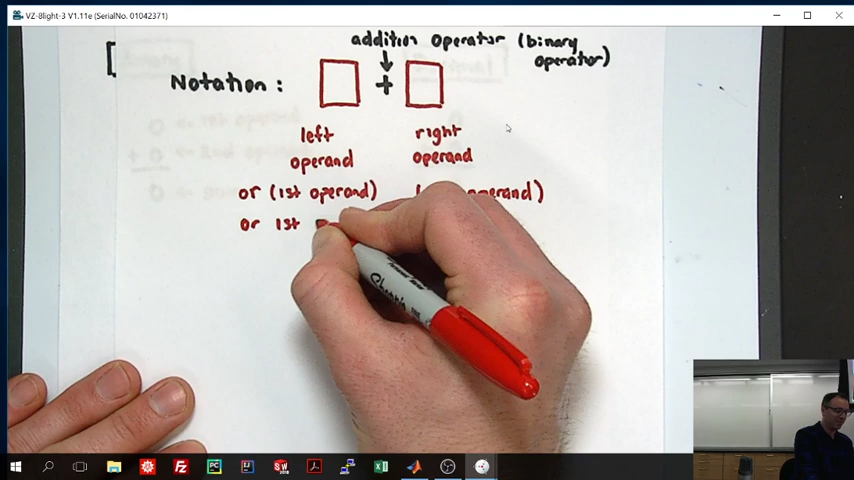 VZ-8light-3 V1.11e (SerialNo. 01042371)
addition operator (binary
operator)
Notation : +
left right
operand operand
or (1st operand) operand)
or 1st
Sharpie